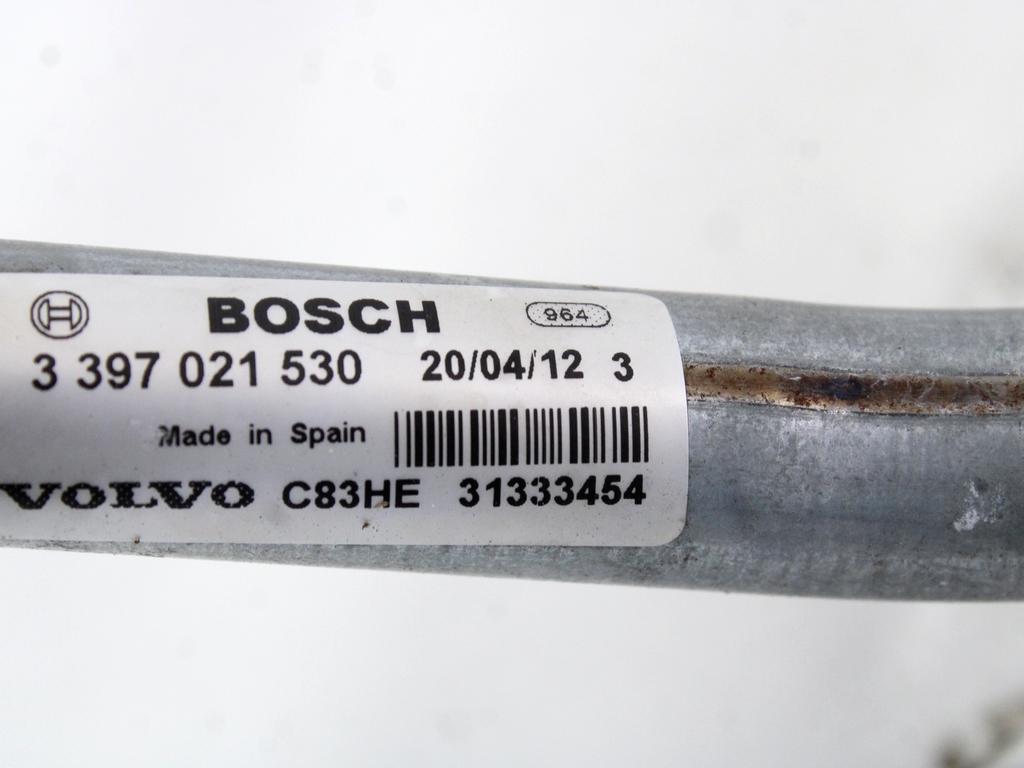 BOSCH 964
3 397 021 530 20/04/12 3
Made in Spain
VOLVO C83HE 31333454